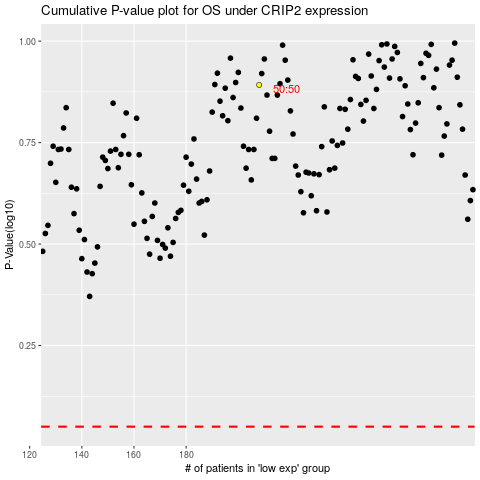 Cumulative P-value plot for OS under CRIP2 expression
P-Value(log10)
1.00
0.75
0.50
0.25
50:50
120 140 160 180
# of patients in 'low exp' group